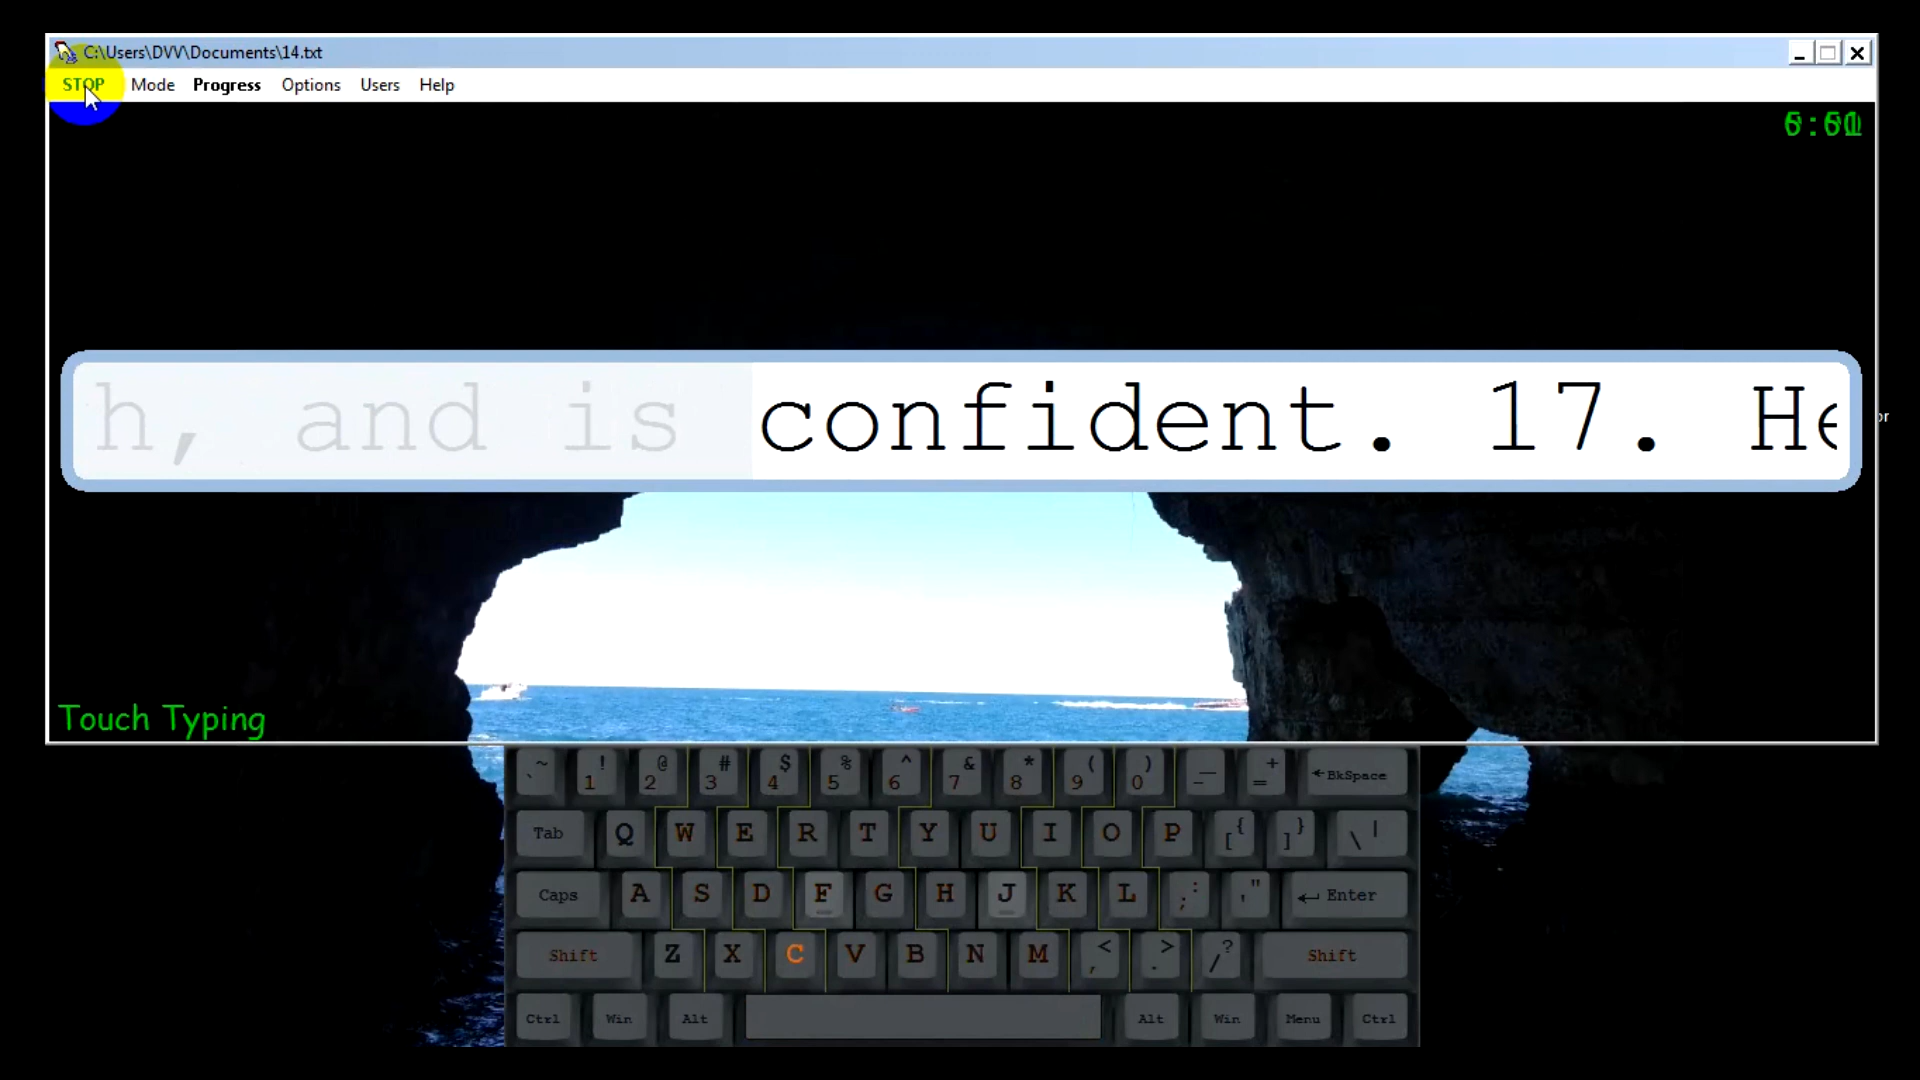 C:\Users\DVV\Documents\14.txt
STOP Mode Progress Options Users Help
h, and is confident. 17. He
or
Touch Typing
` ~ ! 1 @ 2 # 3 $ 4 % 5 ^ 6 & 7 * 8 ( 9 ) 0 _ - + = ←BkSpace
Tab Q W E R T Y U I O P { [ } ] | \
Caps A S D F G H J K L : ; " ' ← Enter
Shift Z X C V B N M < , > . ? / Shift
Ctrl Win Alt Alt Win Menu Ctrl